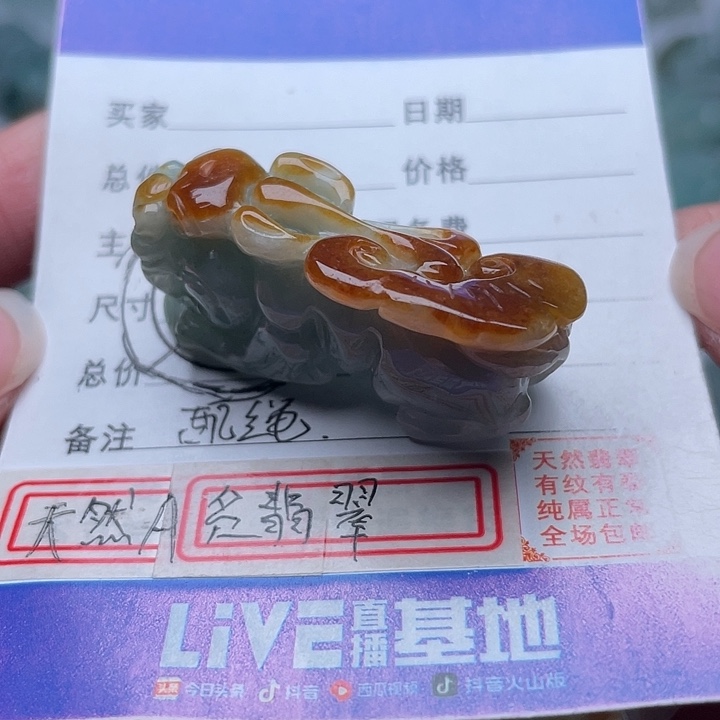 买家 日期
总 价格
主
尺寸
总价
备注 配绳.
天然A货翡翠
天然翡翠
有纹有裂
纯属正常
全场包邮
LiVE直播基地
今日头条 抖音 西瓜视频 抖音火山版